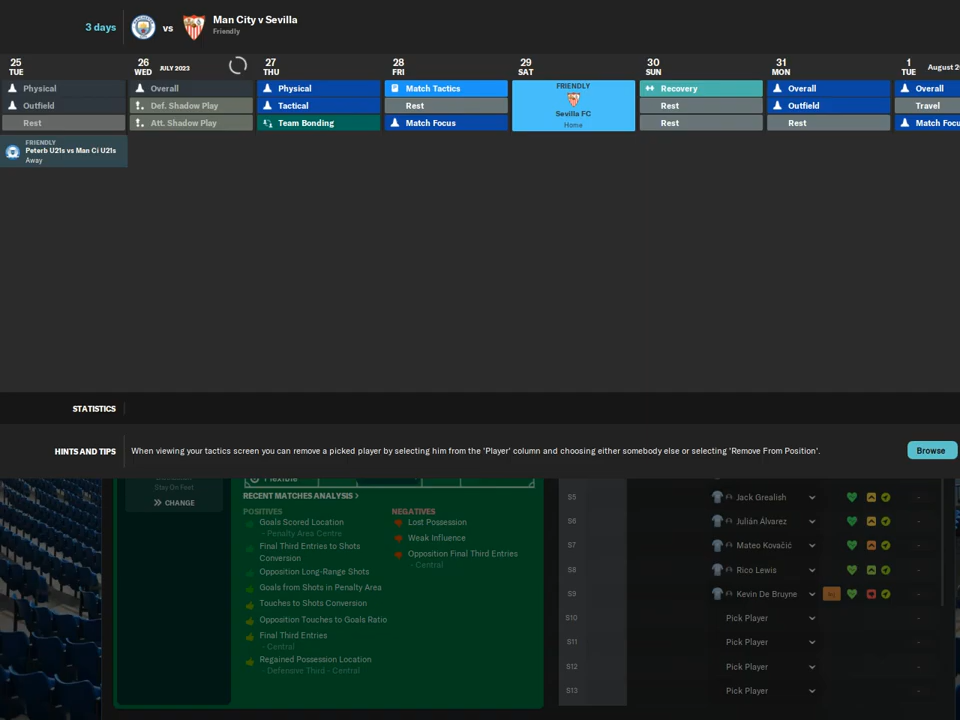 3 days
vs
Man City v Sevilla
Friendly
25
TUE
26
WED JULY 2023
27
THU
28
FRI
29
SAT
30
SUN
31
MON
1
TUE August 2
Physical
Overall
Physical
Match Tactics
FRIENDLY
Recovery
Overall
Overall
Outfield
Def. Shadow Play
Tactical
Rest
Sevilla FC
Rest
Outfield
Travel
Rest
Att. Shadow Play
Team Bonding
Match Focus
Home
Rest
Rest
Match Focu
FRIENDLY
Peterb U21s vs Man Ci U21s
Away
STATISTICS
HINTS AND TIPS
When viewing your tactics screen you can remove a picked player by selecting him from the 'Player' column and choosing either somebody else or selecting 'Remove From Position'.
Browse
Flexible
Stay On Feet
CHANGE
RECENT MATCHES ANALYSIS >
POSITIVES
Goals Scored Location
- Penalty Area Centre
Final Third Entries to Shots
Conversion
Opposition Long-Range Shots
Goals from Shots in Penalty Area
Touches to Shots Conversion
Opposition Touches to Goals Ratio
Final Third Entries
- Central
Regained Possession Location
- Defensive Third - Central
NEGATIVES
Lost Possession
Weak Influence
Opposition Final Third Entries
- Central
S5 Jack Grealish -
S6 Julián Álvarez -
S7 Mateo Kovačić -
S8 Rico Lewis -
S9 Kevin De Bruyne -
S10 Pick Player -
S11 Pick Player -
S12 Pick Player -
S13 Pick Player -